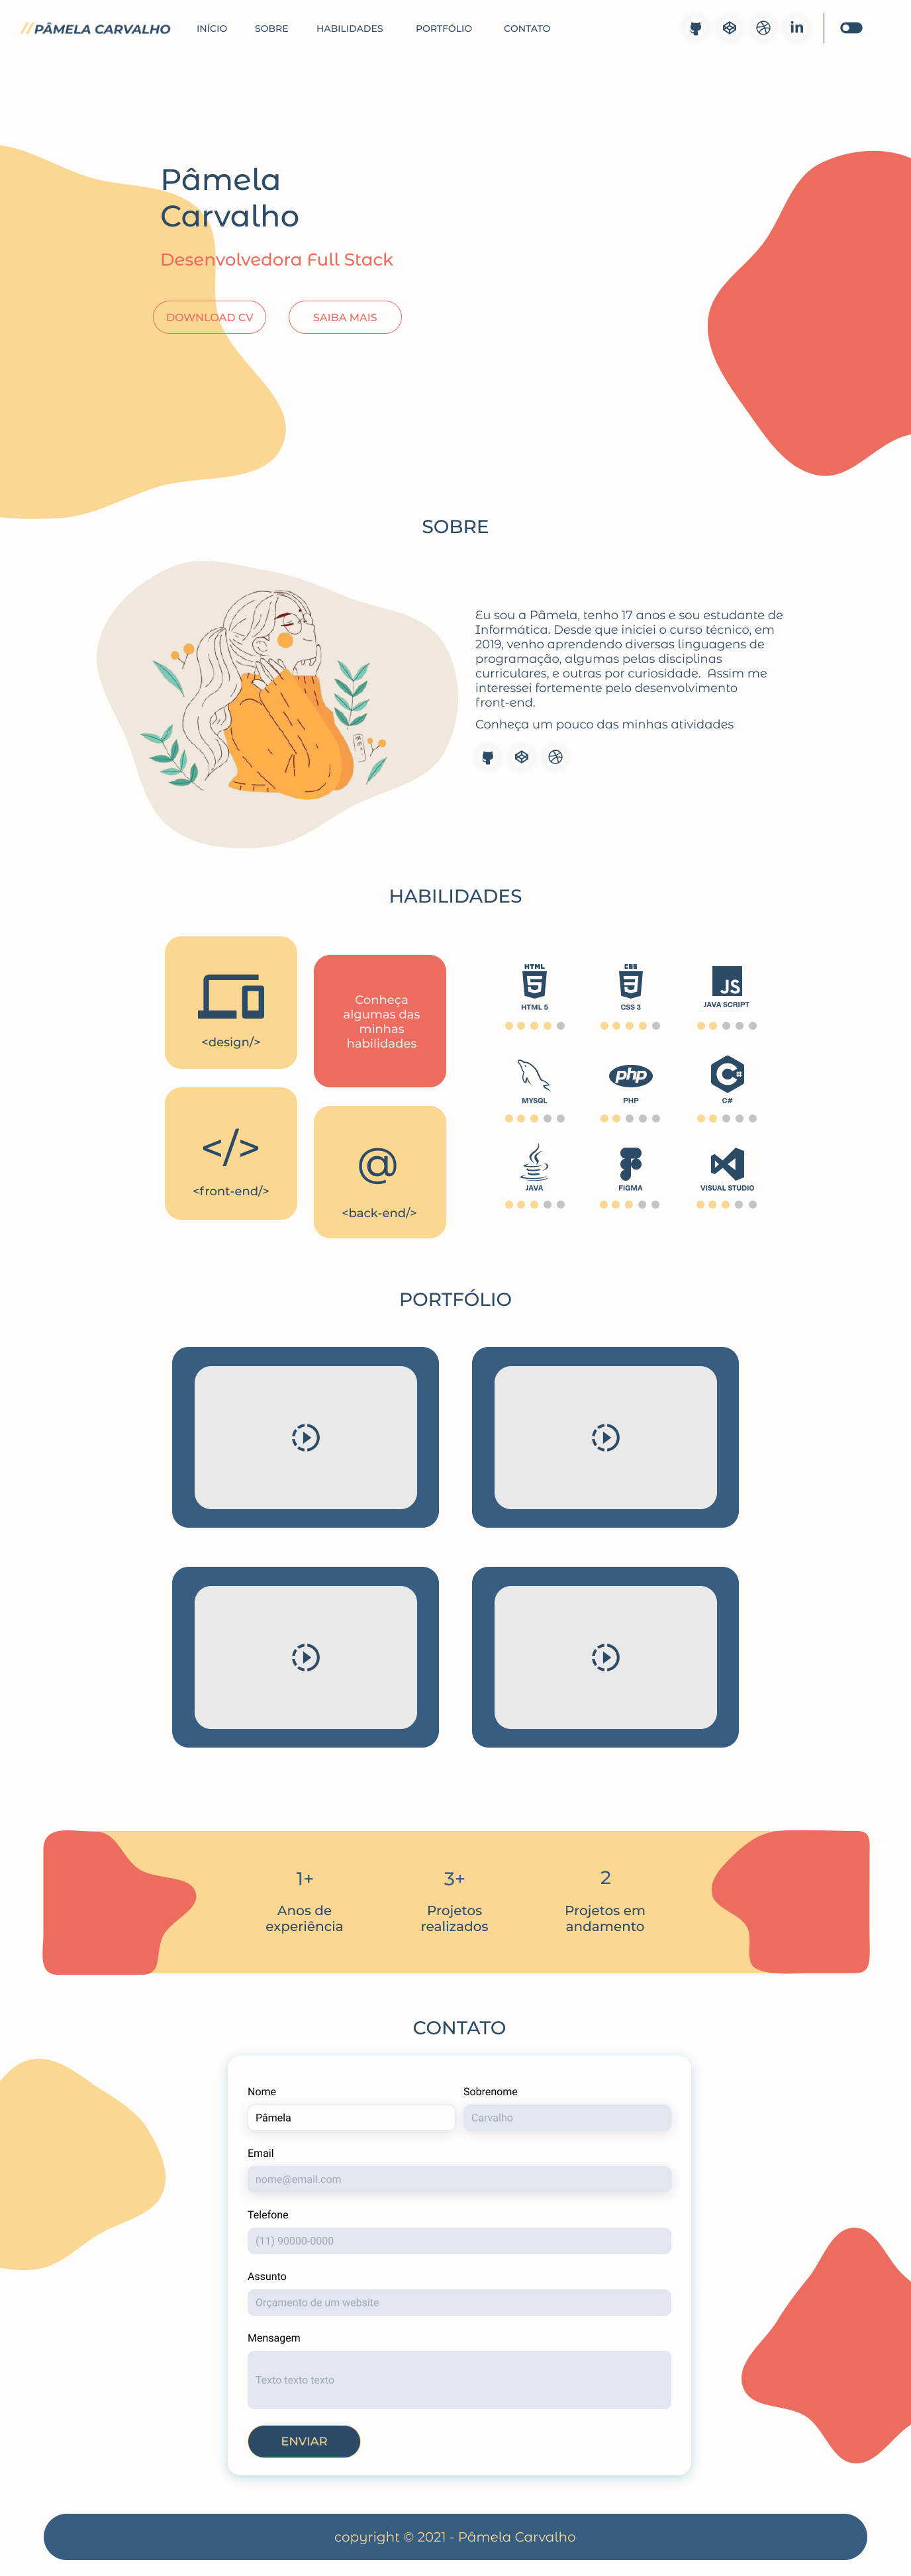 //PÂMELA CARVALHO INÍCIO SOBRE HABILIDADES PORTFÓLIO CONTATO in
Pâmela
Carvalho
Desenvolvedora Full Stack
DOWNLOAD CV SAIBA MAIS
SOBRE
Eu sou a Pâmela, tenho 17 anos e sou estudante de
Informática. Desde que iniciei o curso técnico, em
2019, venho aprendendo diversas linguagens de
programação, algumas pelas disciplinas
curriculares, e outras por curiosidade. Assim me
interessei fortemente pelo desenvolvimento
front-end.
Conheça um pouco das minhas atividades
HABILIDADES
<design/>
Conheça
algumas das
minhas
habilidades
</>
<front-end/>
@
<back-end/>
HTML
5
HTML 5
CSS
3
CSS 3
JS
JAVA SCRIPT
MYSQL
php
PHP
C#
C#
JAVA
FIGMA
VISUAL STUDIO
PORTFÓLIO
1+
Anos de
experiência
3+
Projetos
realizados
2
Projetos em
andamento
CONTATO
Nome Sobrenome
Pâmela Carvalho
Email
nome@email.com
Telefone
(11) 90000-0000
Assunto
Orçamento de um website
Mensagem
Texto texto texto
ENVIAR
copyright © 2021 - Pâmela Carvalho